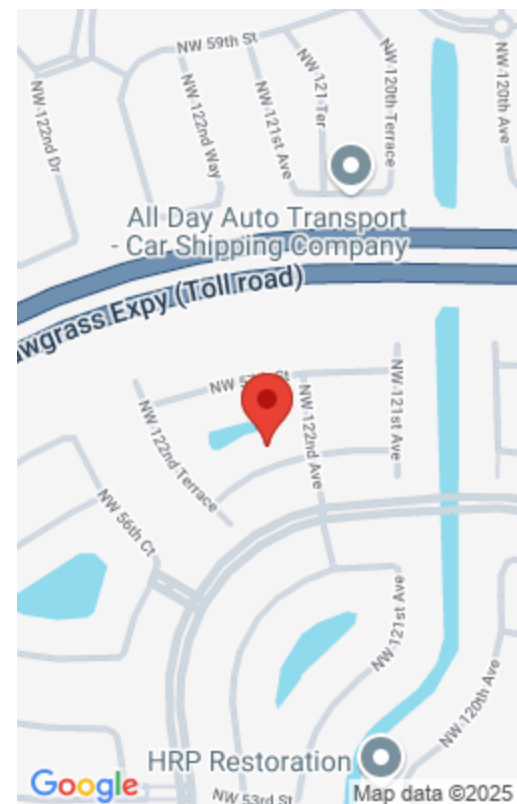 NW 59th St
NW 122nd Dr
NW 122nd Way
NW 121st Ave
NW 121 Ter
NW 120th Terrace
NW 120th Ave
All Day Auto Transport
- Car Shipping Company
wgrass Expy (Toll road)
NW 122nd Terrace
NW 122nd Ave
NW 121st Ave
NW 56th Ct
NW 121st Ave
NW 120th Ave
HRP Restoration
NW 53rd St
Google
Map data ©2025